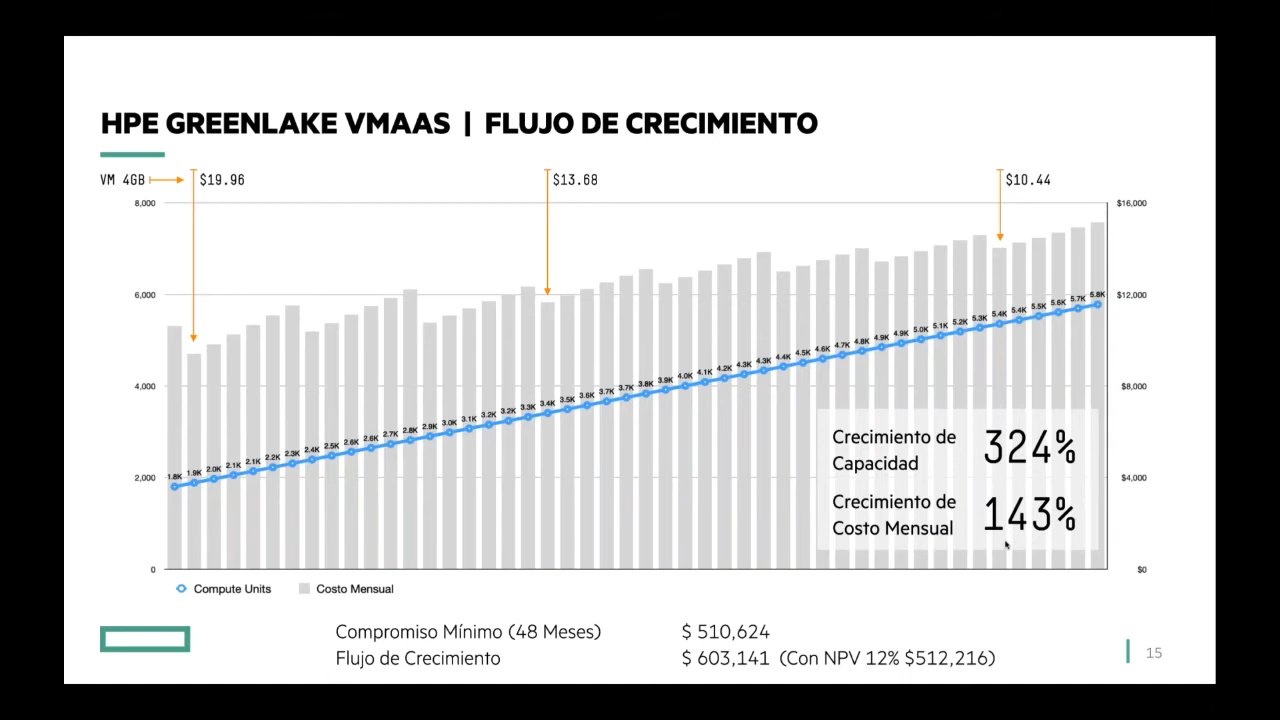 HPE GREENLAKE VMAAS | FLUJO DE CRECIMIENTO
VM 4GB $19.96 $13.68 $10.44
8,000 $16,000
6,000 $12,000
4,000 $8,000
2,000 $4,000
0 $0
1.8K 1.9K 2.0K 2.1K 2.1K 2.2K 2.3K 2.4K 2.5K 2.6K 2.6K 2.7K 2.8K 2.9K 3.0K 3.1K 3.2K 3.2K 3.3K 3.4K 3.5K 3.6K 3.7K 3.7K 3.8K 3.9K 4.0K 4.1K 4.2K 4.3K 4.3K 4.4K 4.5K 4.6K 4.7K 4.8K 4.9K 4.9K 5.0K 5.1K 5.2K 5.3K 5.4K 5.4K 5.5K 5.6K 5.7K 5.8K
Crecimiento de
Capacidad
324%
Crecimiento de
Costo Mensual
143%
Compute Units Costo Mensual
Compromiso Mínimo (48 Meses) $ 510,624
Flujo de Crecimiento $ 603,141 (Con NPV 12% $512,216)
15